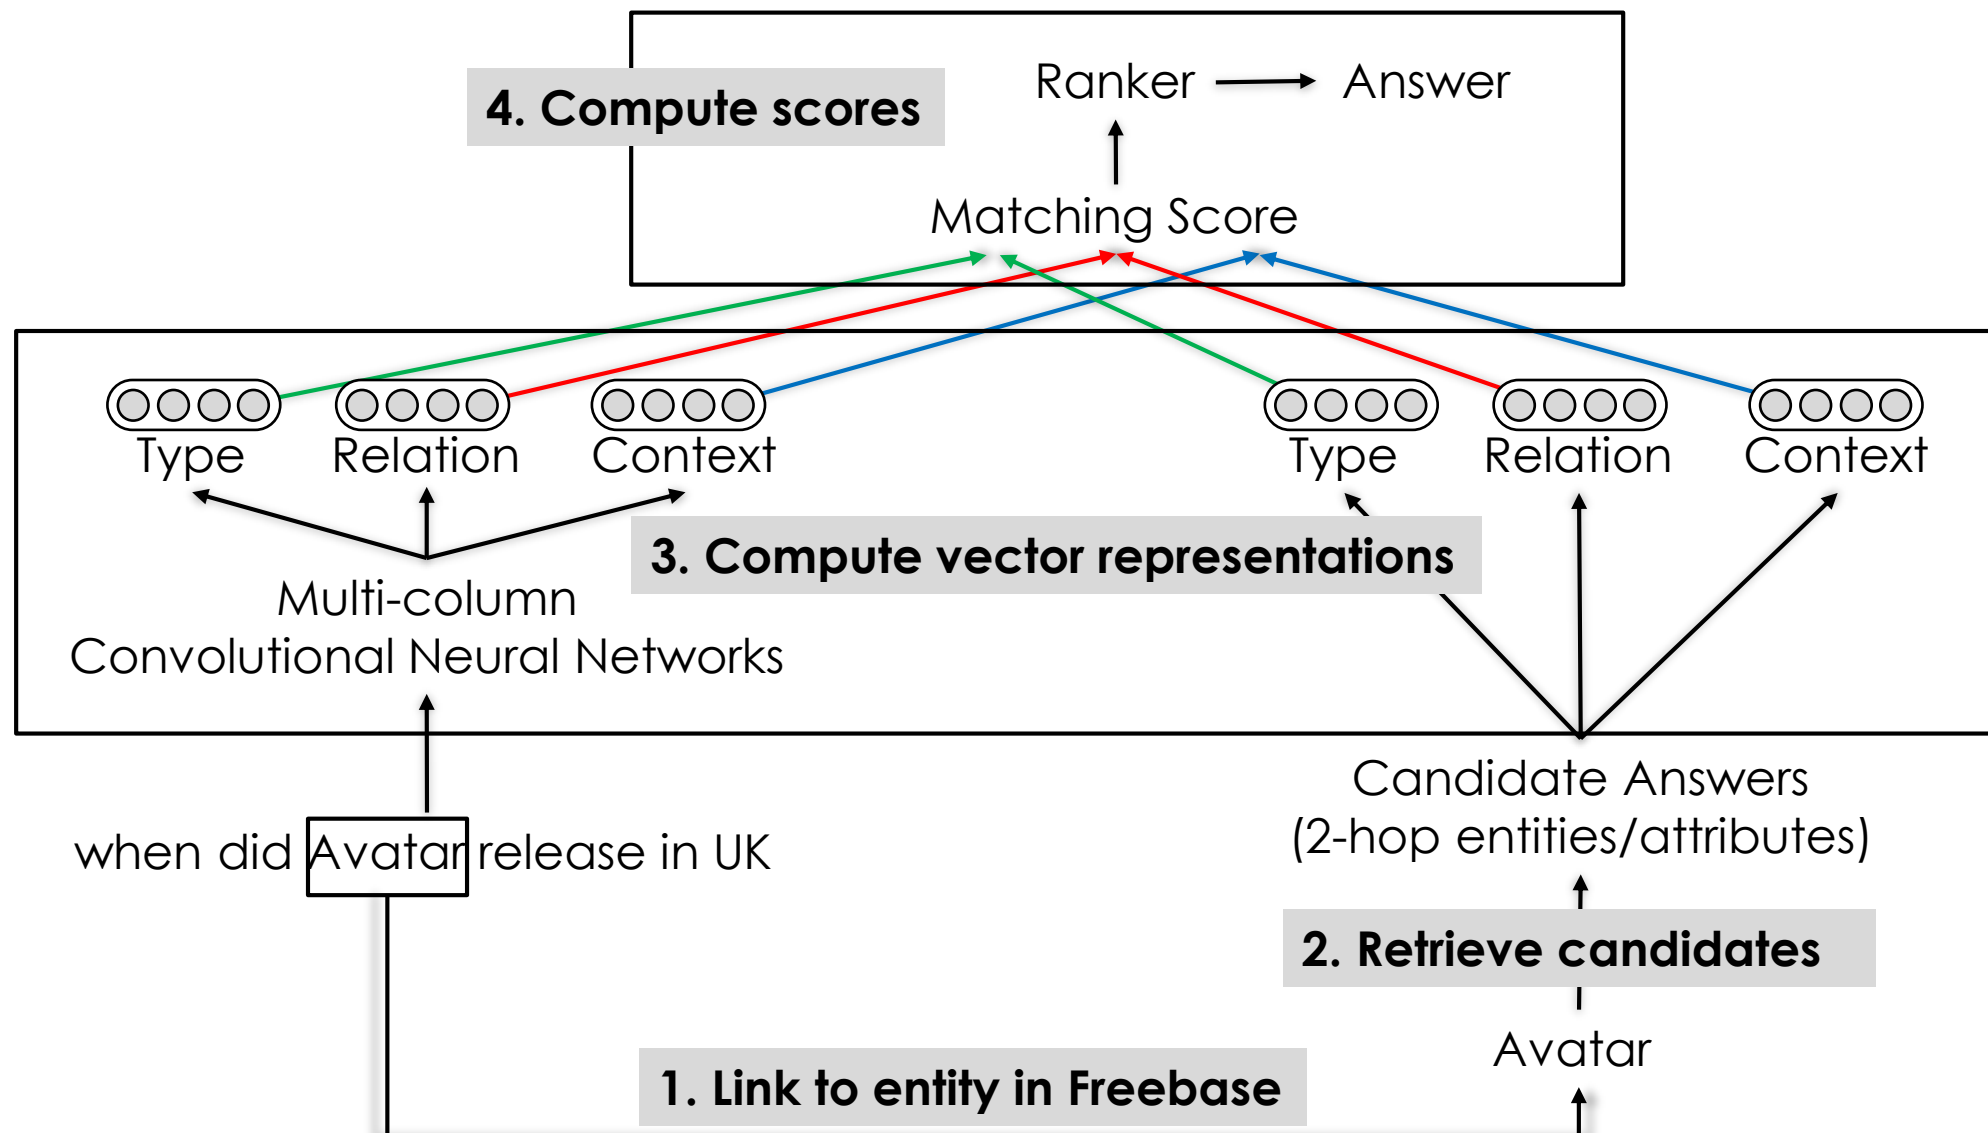 4. Compute scores
Ranker
Answer
Matching Score
Type
Relation
Context
Type
Relation
Context
3. Compute vector representations
Multi-column
Convolutional Neural Networks
Candidate Answers
(2-hop entities/attributes)
when did Avatar release in UK
2. Retrieve candidates
Avatar
1. Link to entity in Freebase